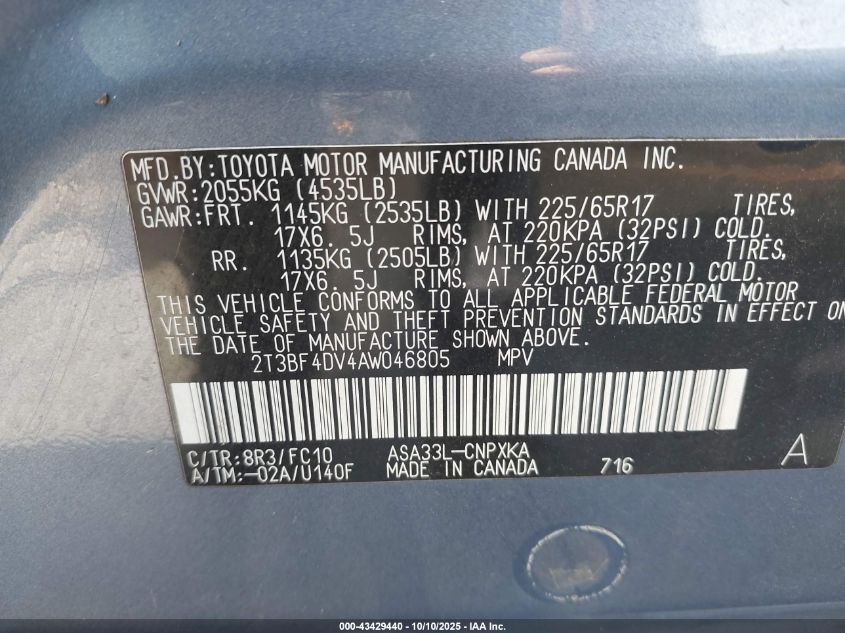 MFD.BY:TOYOTA MOTOR MANUFACTURING CANADA INC.
GVWR:2055KG (4535LB)
GAWR:FRT. 1145KG (2535LB) WITH 225/65R17 TIRES,
17X6. 5J RIMS, AT 220KPA (32PSI) COLD.
RR. 1135KG (2505LB) WITH 225/65R17 TIRES,
17X6. 5J RIMS, AT 220KPA (32PSI) COLD.
THIS VEHICLE CONFORMS TO ALL APPLICABLE FEDERAL MOTOR
VEHICLE SAFETY AND THEFT PREVENTION STANDARDS IN EFFECT ON
THE DATE OF MANUFACTURE SHOWN ABOVE.
2T3BF4DV4AW046805 MPV
C/TR:8R3/FC10 ASA33L-CNPXKA
A/TM:-02A/U140F MADE IN CANADA 716 A
000-43429440 - 10/10/2025 - IAA Inc.